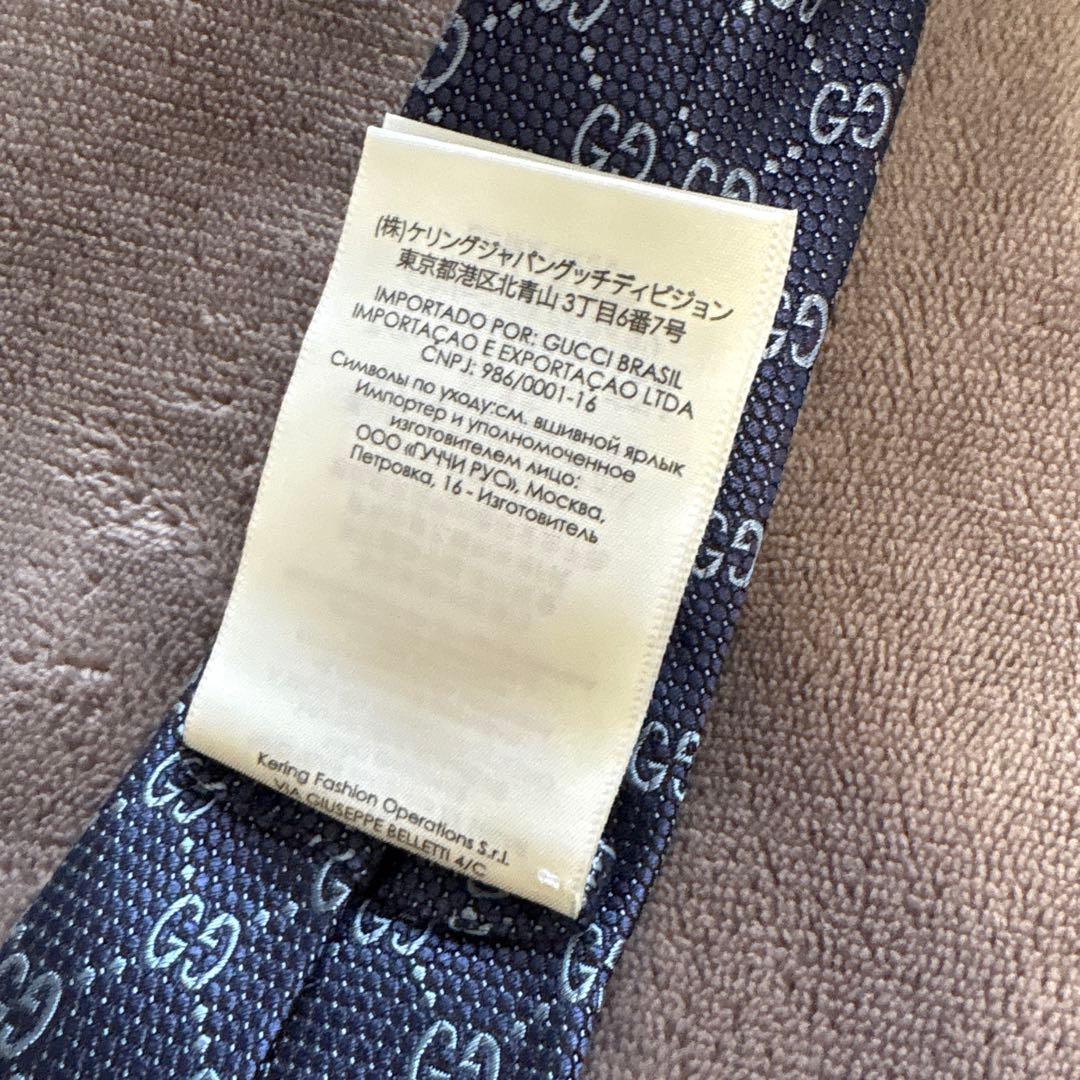 (株)ケリングジャパングッチディビジョン
東京都港区北青山3丁目6番7号
IMPORTADO POR: GUCCI BRASIL
IMPORTAÇAO E EXPORTAÇAO LTDA
CNPJ: 986/0001-16
Символы по уходу:см. вшивной ярлык
Импортер и уполномоченное
изготовителем лицо:
ООО «ГУЧЧИ РУС», Москва,
Петровка, 16 - Изготовитель
Kering Fashion Operations S.r.l.
VIA GIUSEPPE BELLETTI 4/C